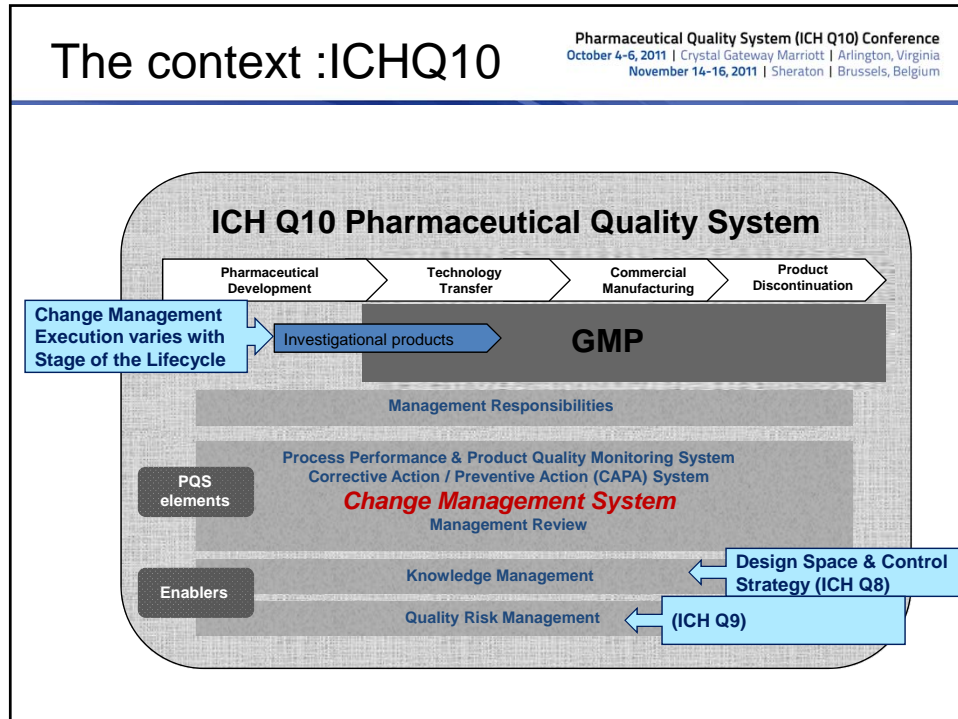 The context :ICHQ10
Pharmaceutical Quality System (ICH Q10) Conference
October 4-6, 2011 | Crystal Gateway Marriott | Arlington, Virginia
November 14-16, 2011 | Sheraton | Brussels, Belgium
ICH Q10 Pharmaceutical Quality System
Pharmaceutical
Development
Technology
Transfer
Commercial
Manufacturing
Product
Discontinuation
Change Management
Execution varies with
Stage of the Lifecycle
Investigational products
GMP
Management Responsibilities
PQS
elements
Process Performance & Product Quality Monitoring System
Corrective Action / Preventive Action (CAPA) System
Change Management System
Management Review
Enablers
Knowledge Management
Design Space & Control
Strategy (ICH Q8)
Quality Risk Management
(ICH Q9)